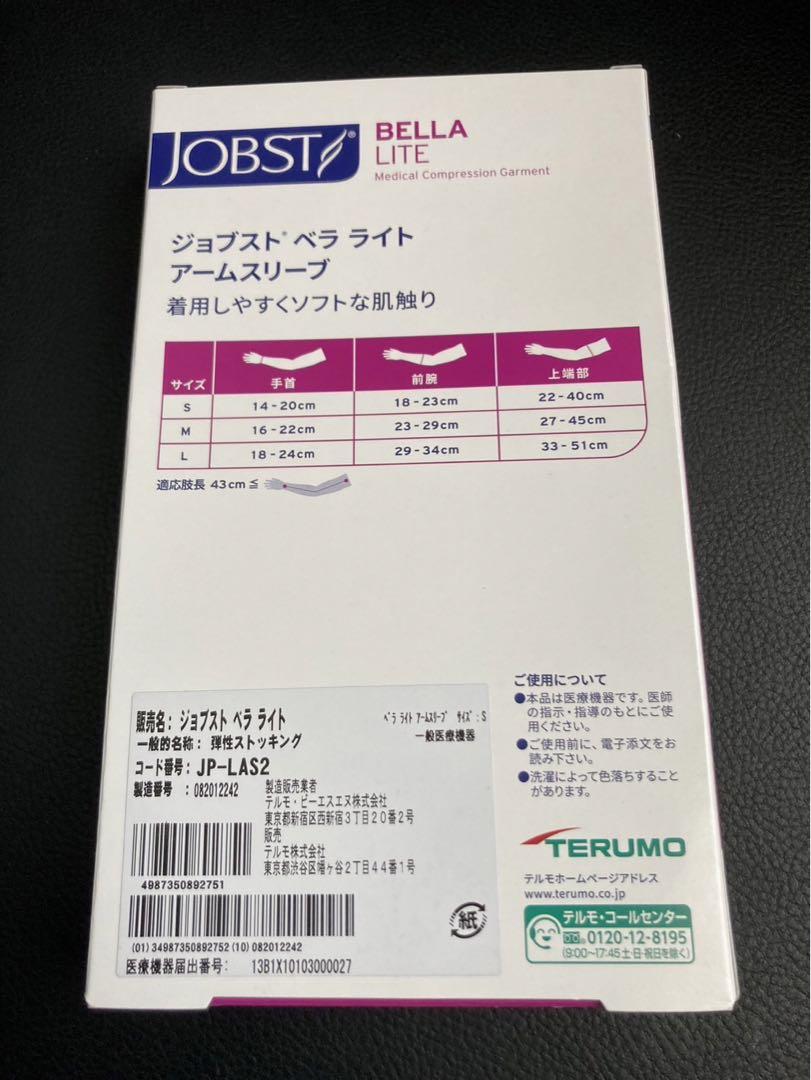 JOBST®
BELLA
LITE
Medical Compression Garment
ジョブスト® ベラ ライト
アームスリーブ
着用しやすくソフトな肌触り
サイズ 手首 前腕 上端部
S 14-20cm 18-23cm 22-40cm
M 16-22cm 23-29cm 27-45cm
L 18-24cm 29-34cm 33-51cm
適応肢長 43cm≦
販売名: ジョブスト ベラ ライト
ベラ ライト アームスリーブ サイズ:S
一般的名称: 弾性ストッキング
一般医療機器
コード番号: JP-LAS2
製造番号 : 082012242
製造販売業者
テルモ・ビーエスエヌ株式会社
東京都新宿区西新宿3丁目20番2号
販売
テルモ株式会社
東京都渋谷区幡ヶ谷2丁目44番1号
4987350892751
(01) 34987350892752 (10) 082012242
医療機器届出番号: 13B1X10103000027
紙
ご使用について
●本品は医療機器です。医師
の指示・指導のもとにご使
用ください。
●ご使用前に、電子添文をお
読み下さい。
●洗濯によって色落ちすること
があります。
TERUMO
テルモホームページアドレス
www.terumo.co.jp
テルモ・コールセンター
0120-12-8195
(9:00~17:45 土・日・祝日を除く)